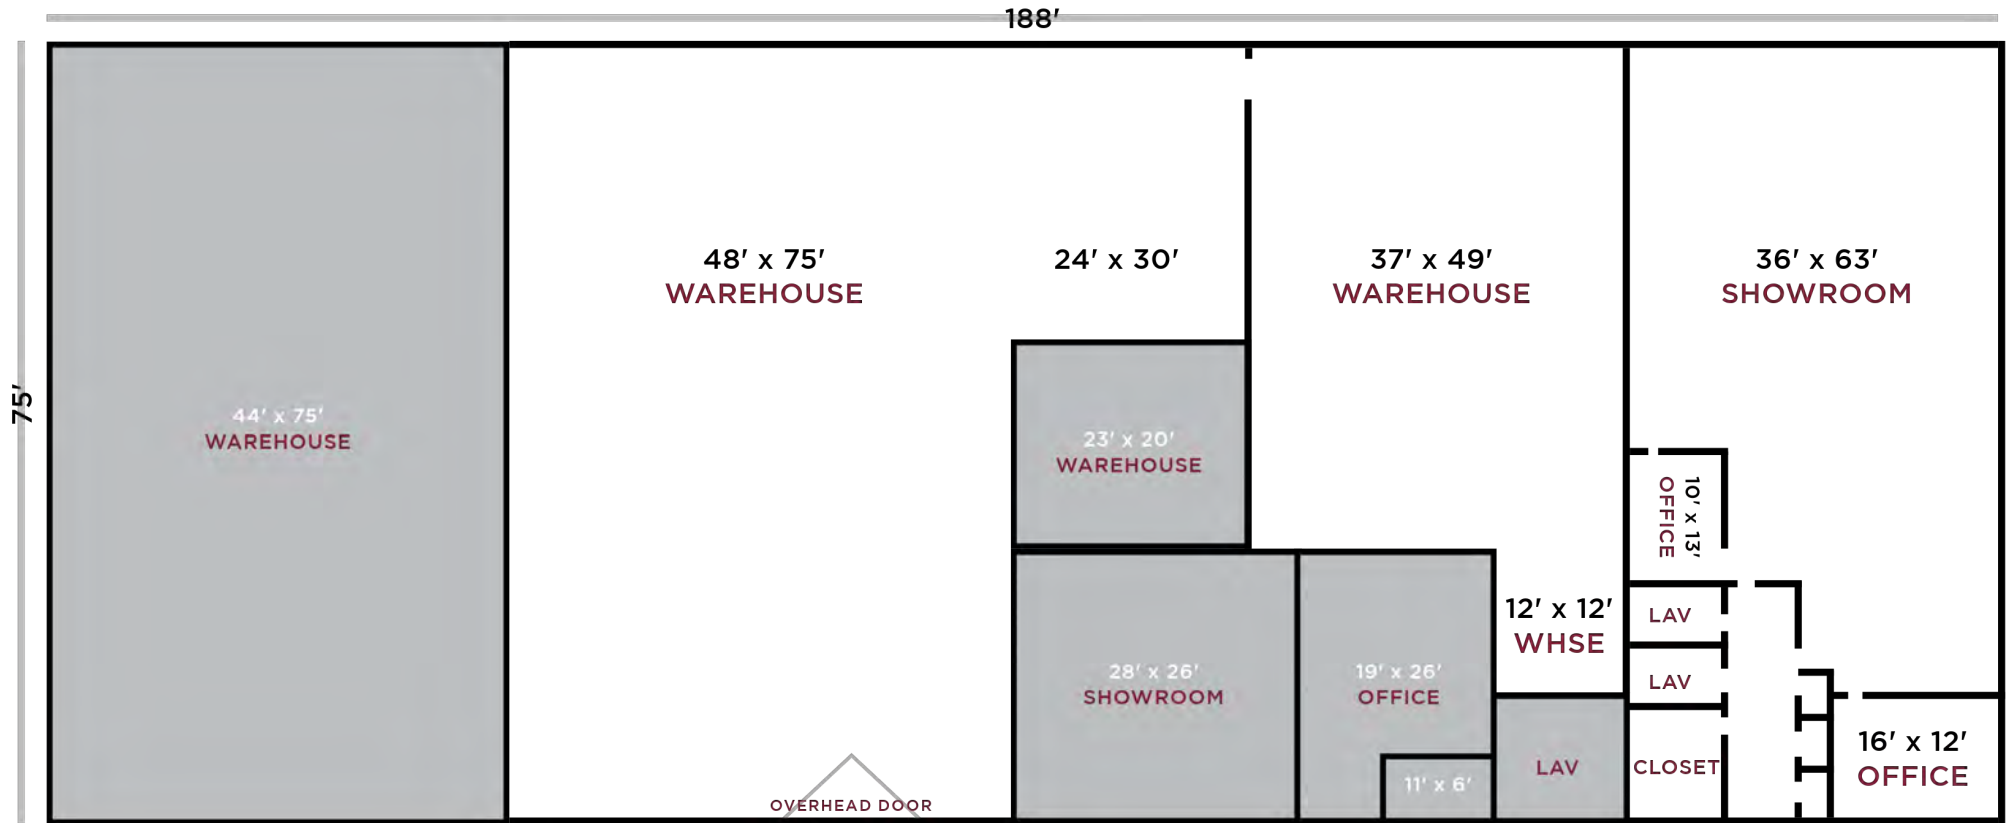 188'
75'
44' x 75'
WAREHOUSE
48' x 75'
WAREHOUSE
24' x 30'
37' x 49'
WAREHOUSE
36' x 63'
SHOWROOM
23' x 20'
WAREHOUSE
10' x 13'
OFFICE
12' x 12'
WHSE
LAV
LAV
28' x 26'
SHOWROOM
19' x 26'
OFFICE
11' x 6'
LAV
CLOSET
16' x 12'
OFFICE
OVERHEAD DOOR